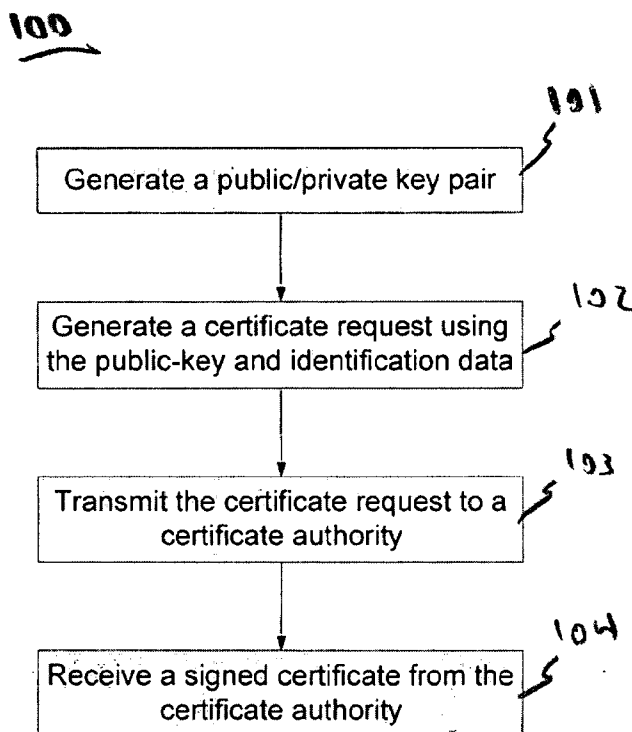 100
101
Generate a public/private key pair
102
Generate a certificate request using
the public-key and identification data
103
Transmit the certificate request to a
certificate authority
104
Receive a signed certificate from the
certificate authority